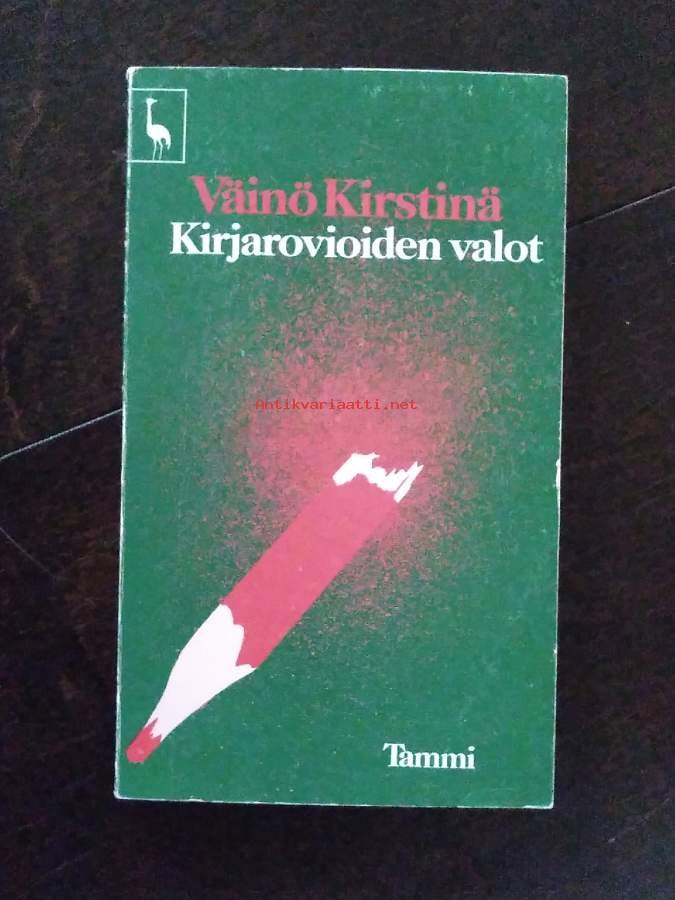 Väinö Kirstinä
Kirjarovioiden valot
Antikvariaatti.net
Tammi